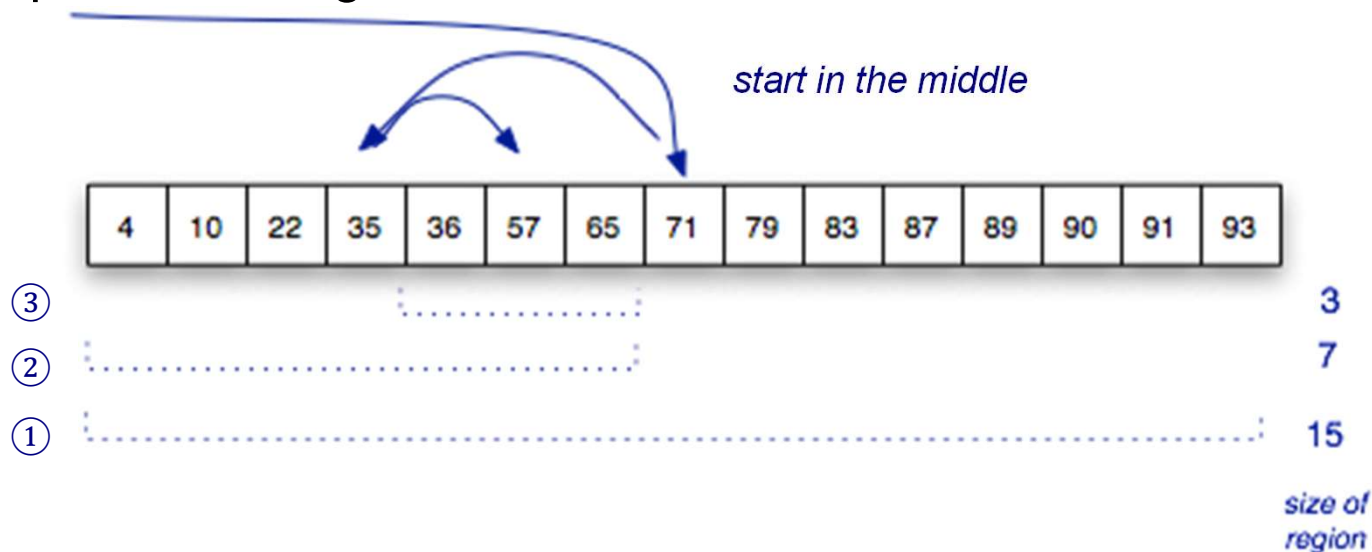 start in the middle
4 10 22 35 36 57 65 71 79 83 87 89 90 91 93
③ 3
② 7
① 15
size of
region